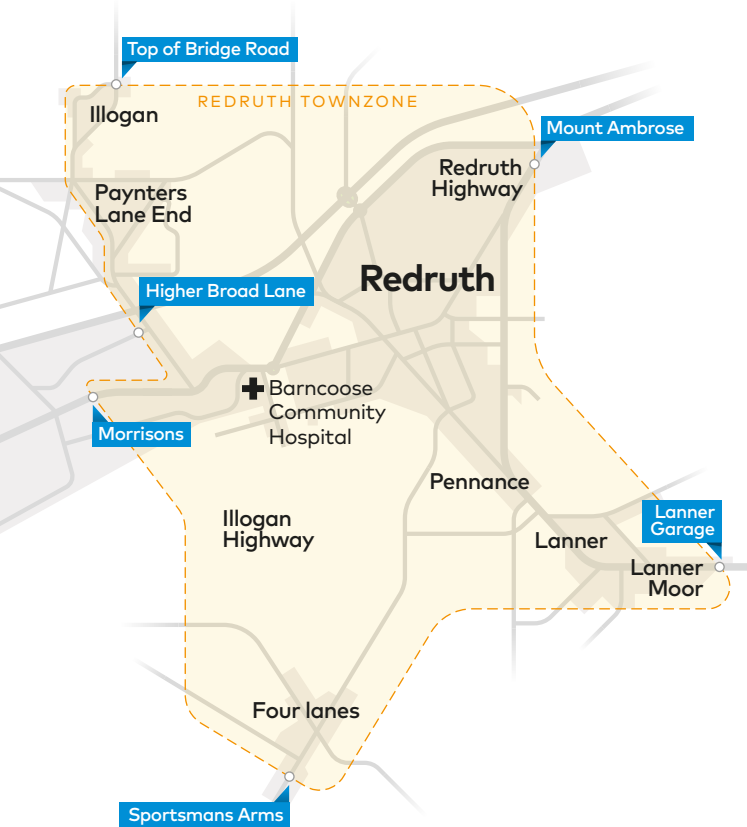 Top of Bridge Road
REDRUTH TOWNZONE
Illogan
Mount Ambrose
Redruth
Highway
Paynters
Lane End
Redruth
Higher Broad Lane
Barncoose
Community
Hospital
Morrisons
Pennance
Illogan
Highway
Lanner
Garage
Lanner
Lanner
Moor
Four lanes
Sportsmans Arms